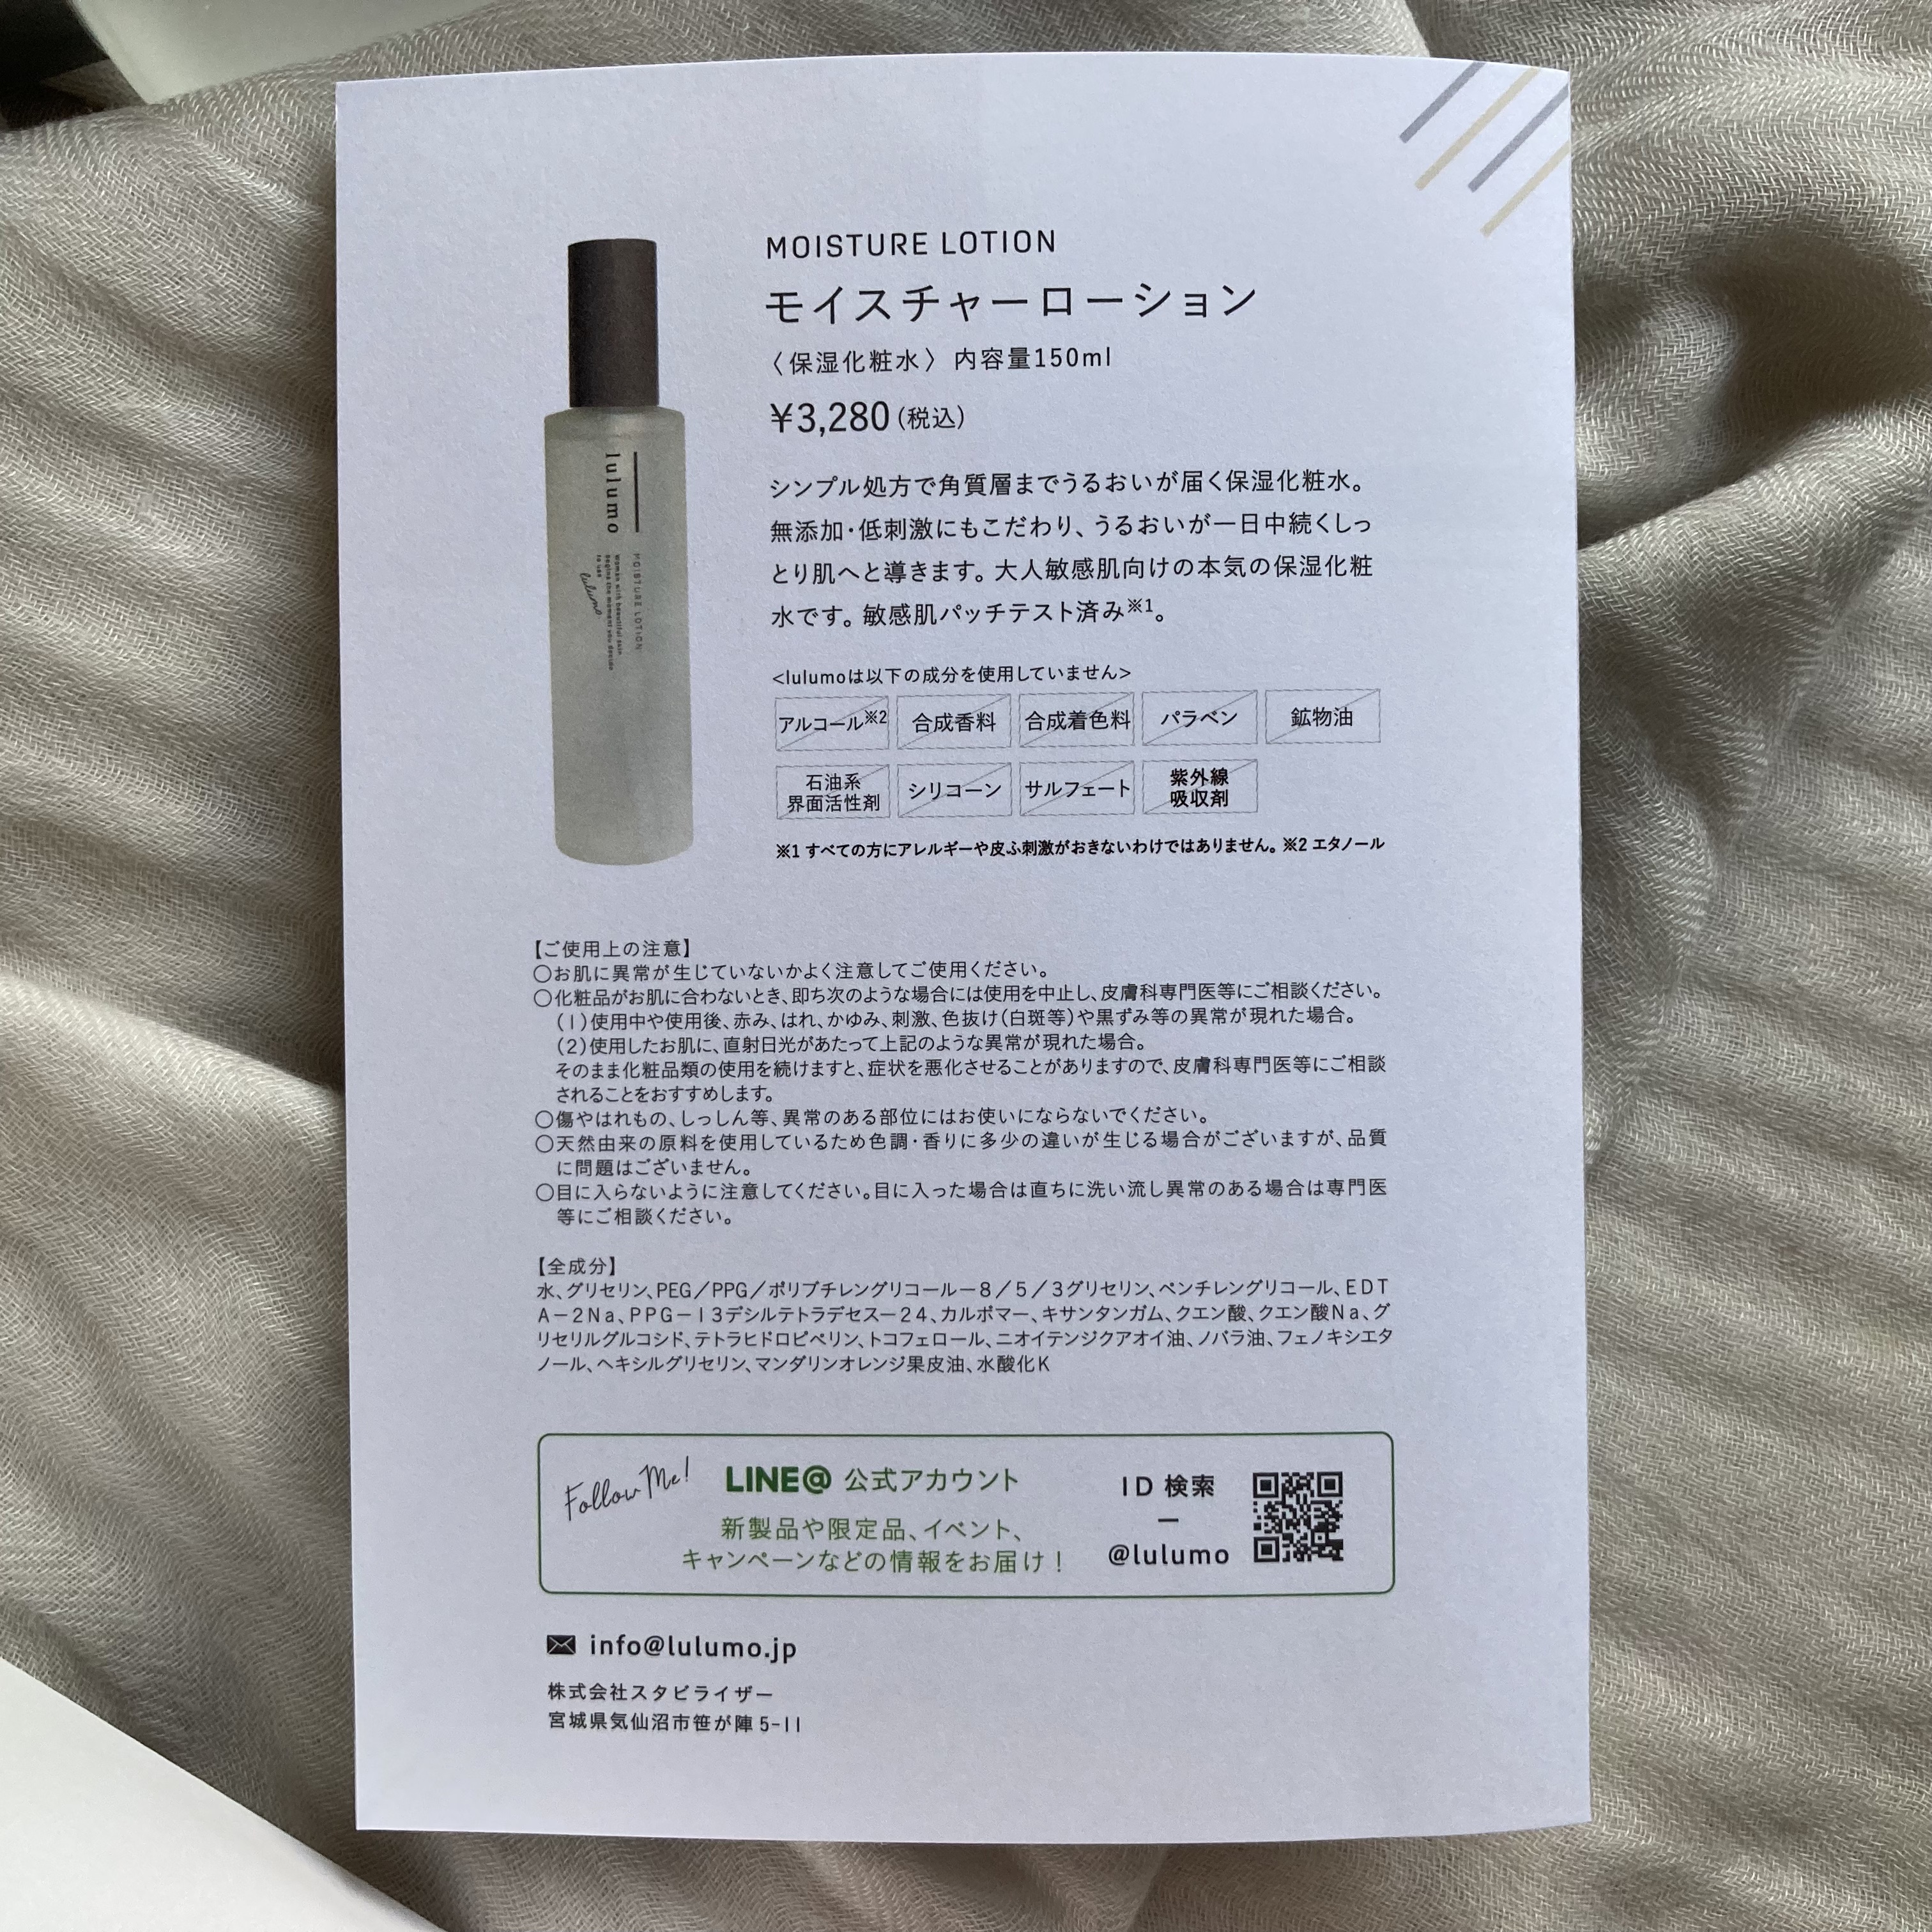 MOISTURE LOTION
モイスチャーローション
〈保湿化粧水〉内容量150ml
¥3,280(税込)
シンプル処方で角質層までうるおいが届く保湿化粧水。
無添加・低刺激にもこだわり、うるおいが一日中続くしっ
とり肌へと導きます。大人敏感肌向けの本気の保湿化粧
水です。敏感肌パッチテスト済み※1。
<lulumoは以下の成分を使用していません>
アルコール※2 合成香料 合成着色料 パラベン 鉱物油
石油系
界面活性剤
シリコーン サルフェート
紫外線
吸収剤
※1 すべての方にアレルギーや皮ふ刺激がおきないわけではありません。※2 エタノール
lulumo
MOISTURE LOTION
Woman with beautiful skin
begins the moment you decide
to use
lulumo
【ご使用上の注意】
○お肌に異常が生じていないかよく注意してご使用ください。
○化粧品がお肌に合わないとき、即ち次のような場合には使用を中止し、皮膚科専門医等にご相談ください。
(1)使用中や使用後、赤み、はれ、かゆみ、刺激、色抜け(白斑等)や黒ずみ等の異常が現れた場合。
(2)使用したお肌に、直射日光があたって上記のような異常が現れた場合。
そのまま化粧品類の使用を続けますと、症状を悪化させることがありますので、皮膚科専門医等にご相談
されることをおすすめします。
○傷やはれもの、しっしん等、異常のある部位にはお使いにならないでください。
○天然由来の原料を使用しているため色調・香りに多少の違いが生じる場合がございますが、品質
に問題はございません。
○目に入らないように注意してください。目に入った場合は直ちに洗い流し異常のある場合は専門医
等にご相談ください。
【全成分】
水、グリセリン、PEG／PPG／ポリブチレングリコール－8／5／3グリセリン、ペンチレングリコール、EDT
A－2Na、PPG－13デシルテトラデセス－24、カルボマー、キサンタンガム、クエン酸、クエン酸Na、グ
リセリルグルコシド、テトラヒドロピペリン、トコフェロール、ニオイテンジクアオイ油、ノバラ油、フェノキシエタ
ノール、ヘキシルグリセリン、マンダリンオレンジ果皮油、水酸化K
Follow Me!
LINE@ 公式アカウント
新製品や限定品、イベント、
キャンペーンなどの情報をお届け！
ID 検索
@lulumo
info@lulumo.jp
株式会社スタビライザー
宮城県気仙沼市笹が陣 5-11